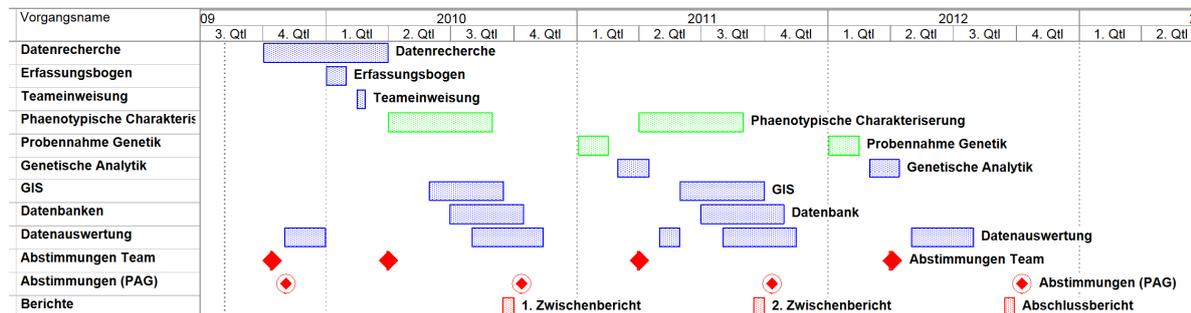 Vorgangsname 09 2010 2011 2012
3. Qtl 4. Qtl 1. Qtl 2. Qtl 3. Qtl 4. Qtl 1. Qtl 2. Qtl 3. Qtl 4. Qtl 1. Qtl 2. Qtl 3. Qtl 4. Qtl 1. Qtl 2. Qtl
Datenrecherche Datenrecherche
Erfassungsbogen Erfassungsbogen
Teameinweisung Teameinweisung
Phaenotypische Charakteris Phaenotypische Charakterisierung
Probennahme Genetik Probennahme Genetik
Genetische Analytik Genetische Analytik
GIS GIS
Datenbanken Datenbank
Datenauswertung Datenauswertung
Abstimmungen Team Abstimmungen Team
Abstimmungen (PAG) Abstimmungen (PAG)
Berichte 1. Zwischenbericht 2. Zwischenbericht Abschlussbericht